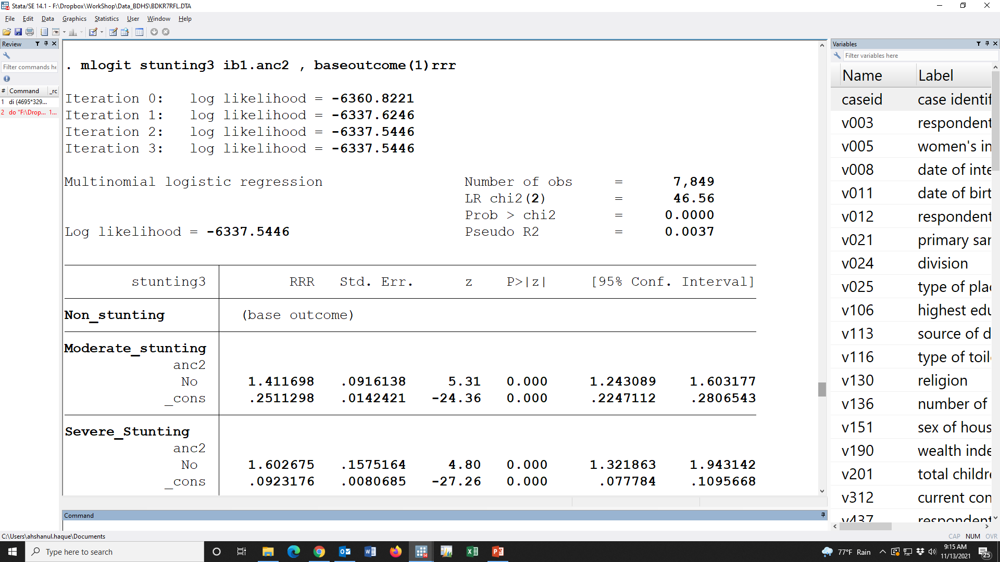 Stata/SE 14.1 - F:\Dropbox\WorkShop\Data_BDHS\BDKR7RFL.DTA
File Edit Data Graphics Statistics User Window Help
Review
Filter commands he
# Command _rc
1 di (4695*329...
2 do "F:\Drop... 1...
. mlogit stunting3 ib1.anc2 , baseoutcome(1)rrr
Iteration 0: log likelihood = -6360.8221
Iteration 1: log likelihood = -6337.6246
Iteration 2: log likelihood = -6337.5446
Iteration 3: log likelihood = -6337.5446
Multinomial logistic regression Number of obs = 7,849
LR chi2(2) = 46.56
Prob > chi2 = 0.0000
Log likelihood = -6337.5446 Pseudo R2 = 0.0037
stunting3 RRR Std. Err. z P>|z| [95% Conf. Interval]
Non_stunting (base outcome)
Moderate_stunting
anc2
No 1.411698 .0916138 5.31 0.000 1.243089 1.603177
_cons .2511298 .0142421 -24.36 0.000 .2247112 .2806543
Severe_Stunting
anc2
No 1.602675 .1575164 4.80 0.000 1.321863 1.943142
_cons .0923176 .0080685 -27.26 0.000 .077784 .1095668
Command
Variables
Filter variables here
Name Label
caseid case identif
v003 respondent
v005 women's in
v008 date of inte
v011 date of birt
v012 respondent
v021 primary sar
v024 division
v025 type of plac
v106 highest edu
v113 source of d
v116 type of toil
v130 religion
v136 number of
v151 sex of hous
v190 wealth inde
v201 total childre
v312 current con
v437 respondent
C:\Users\ahshanul.haque\Documents
CAP NUM OVR
Type here to search
14
77°F Rain
9:15 AM
11/13/2021
25